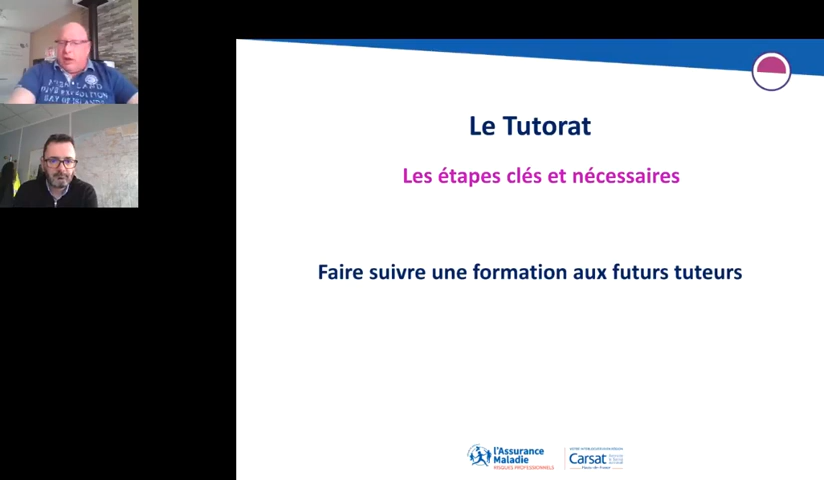 Le Tutorat
Les étapes clés et nécessaires
Faire suivre une formation aux futurs tuteurs
l'Assurance
Maladie
RISQUES PROFESSIONNELS
Carsat